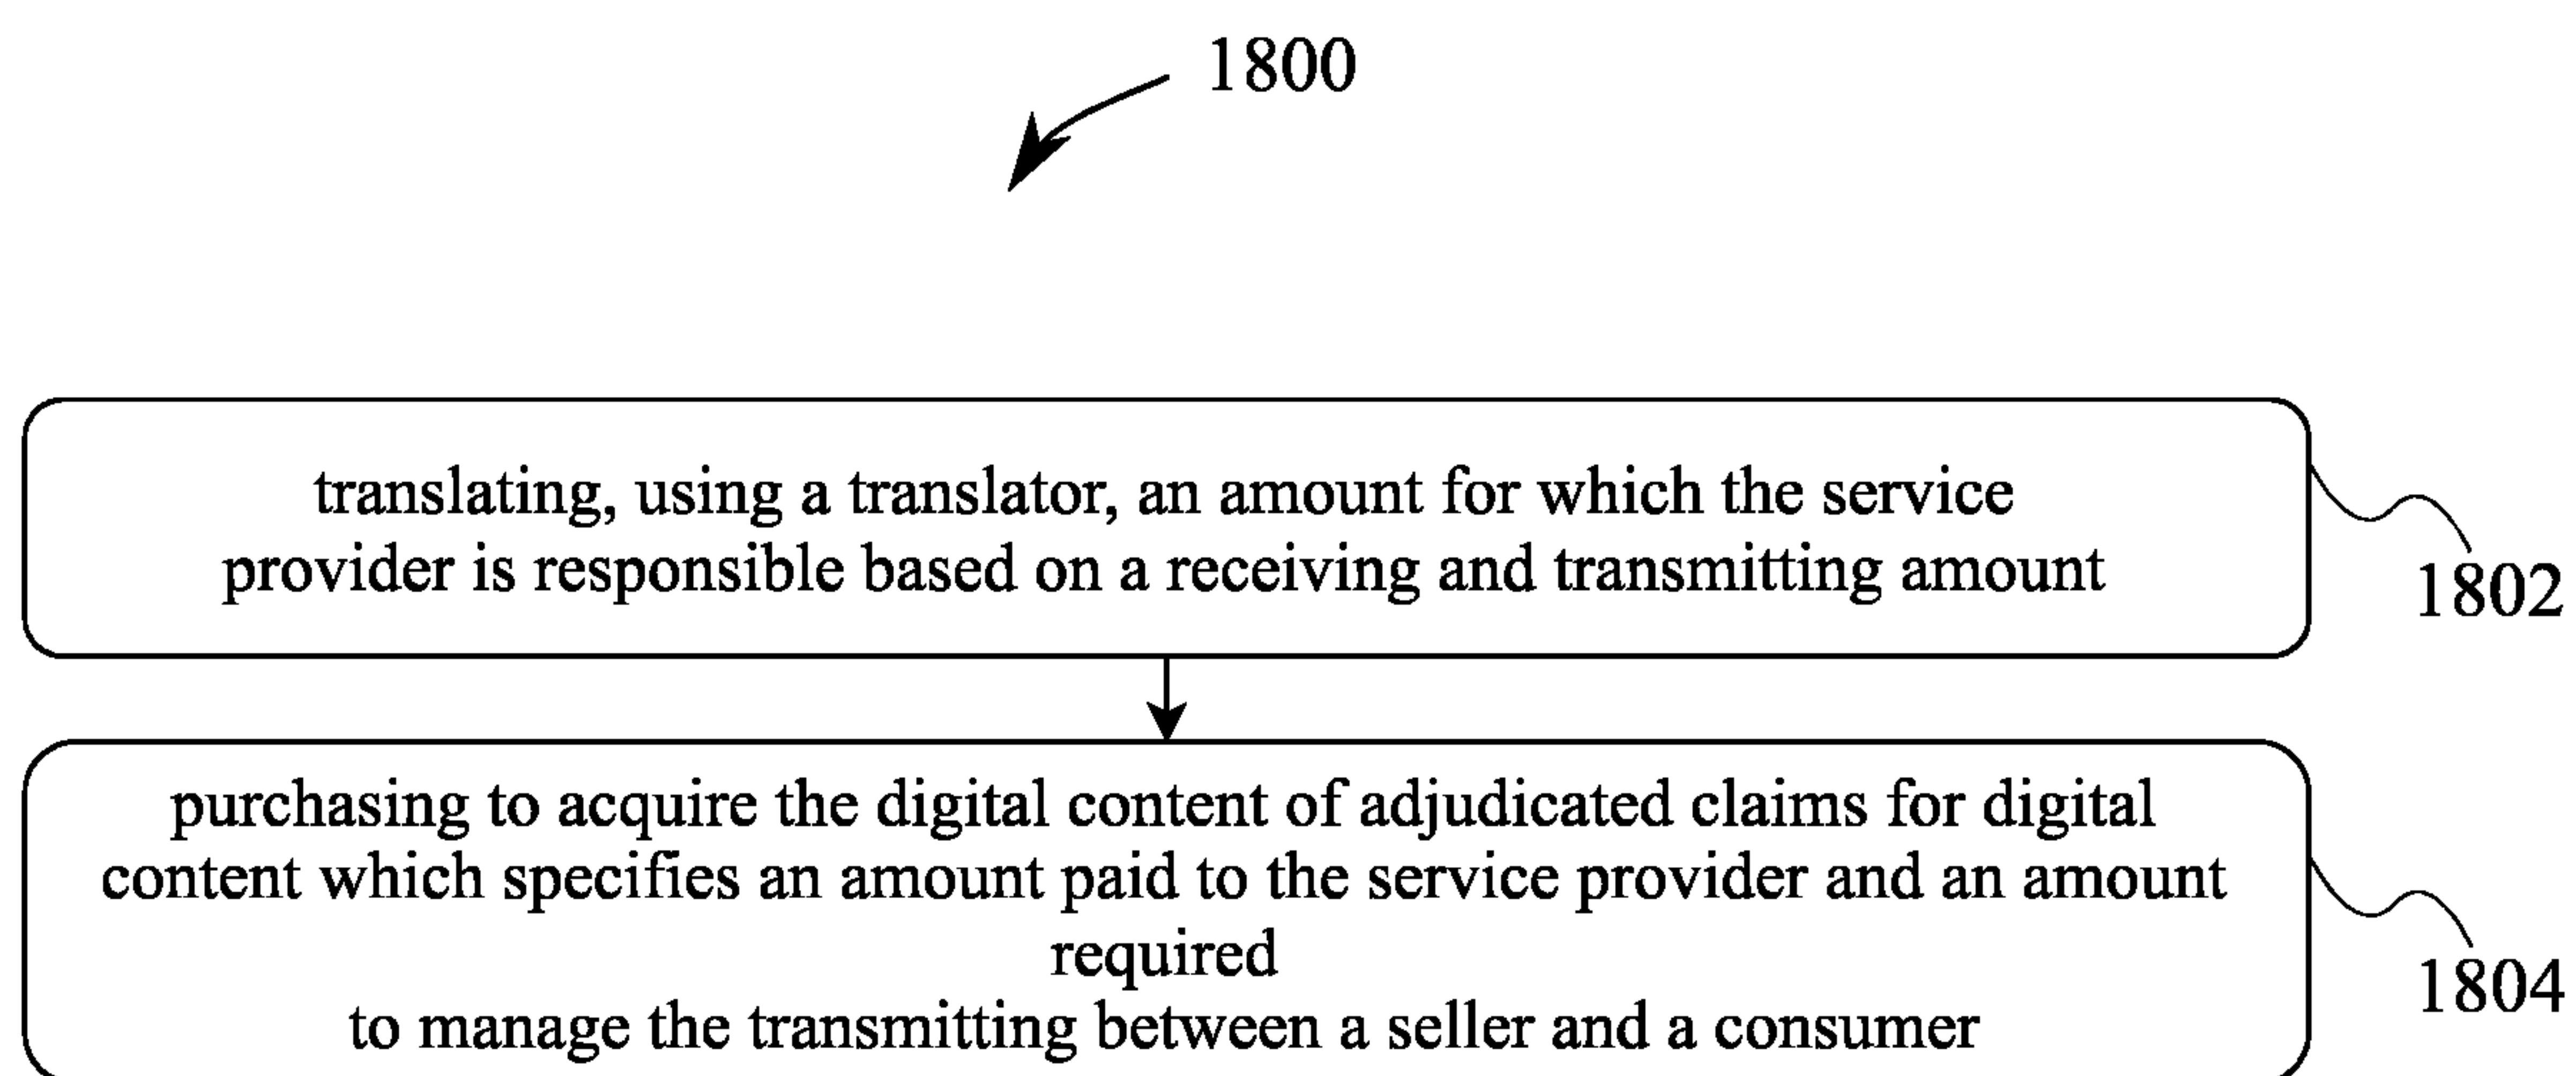 1800
translating, using a translator, an amount for which the service
provider is responsible based on a receiving and transmitting amount
1802
purchasing to acquire the digital content of adjudicated claims for digital
content which specifies an amount paid to the service provider and an amount
required
to manage the transmitting between a seller and a consumer
1804